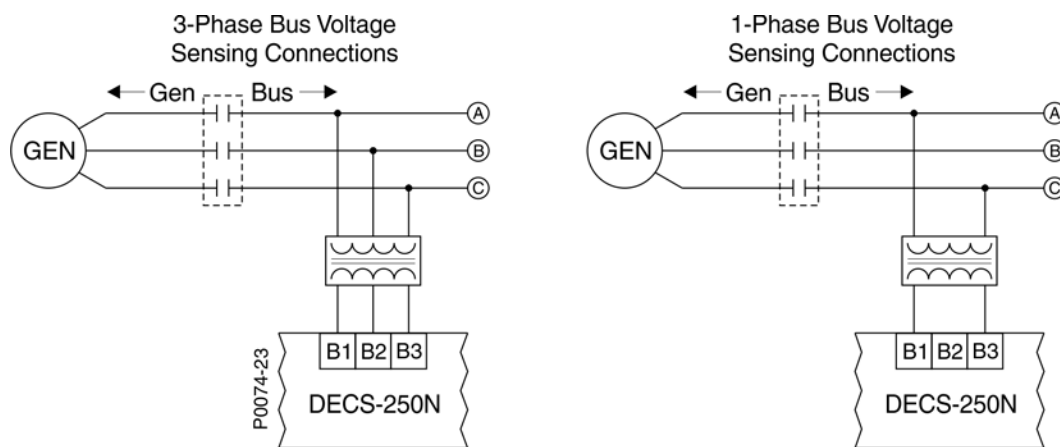 3-Phase Bus Voltage
Sensing Connections
Gen
Bus
GEN
A
B
C
B1 B2 B3
DECS-250N
P0074-23
1-Phase Bus Voltage
Sensing Connections
Gen
Bus
GEN
A
B
C
B1 B2 B3
DECS-250N